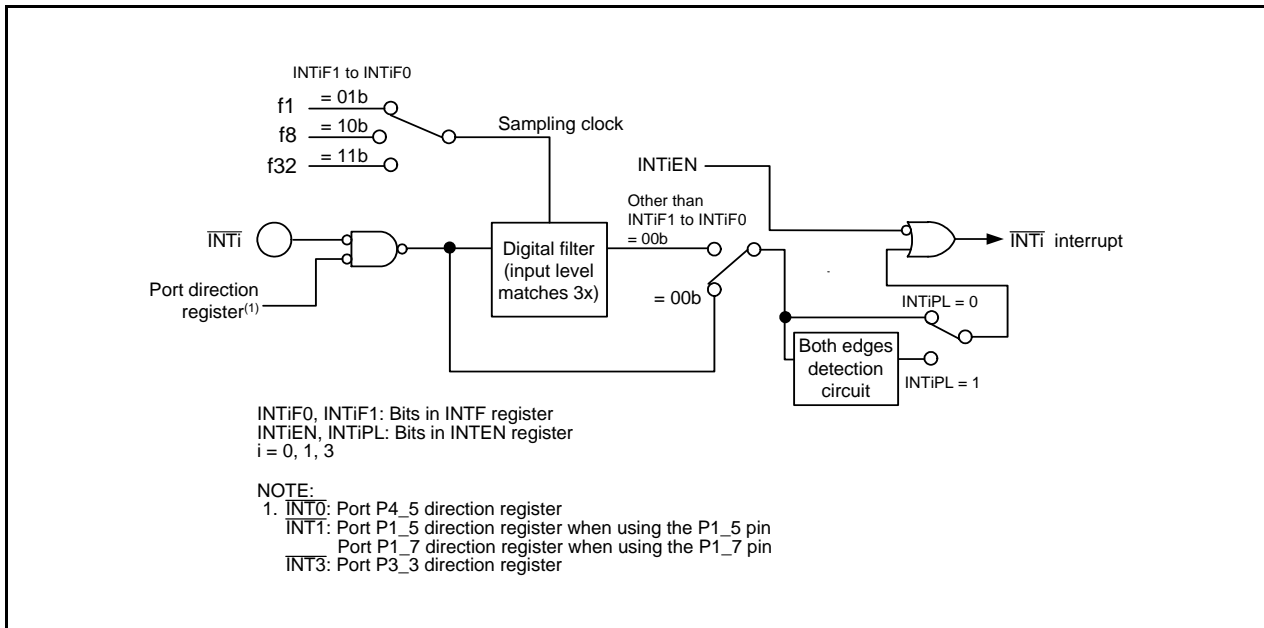 INTiF1 to INTiF0
f1
= 01b
f8
= 10b
f32
= 11b
Sampling clock
INTiEN
Other than
INTiF1 to INTiF0
= 00b
INTi
Digital filter
(input level
matches 3x)
= 00b
INTi interrupt
Port direction
register(1)
INTiPL = 0
Both edges
detection
circuit
INTiPL = 1
INTiF0, INTiF1: Bits in INTF register
INTiEN, INTiPL: Bits in INTEN register
i = 0, 1, 3
NOTE:
1. INT0: Port P4_5 direction register
INT1: Port P1_5 direction register when using the P1_5 pin
Port P1_7 direction register when using the P1_7 pin
INT3: Port P3_3 direction register